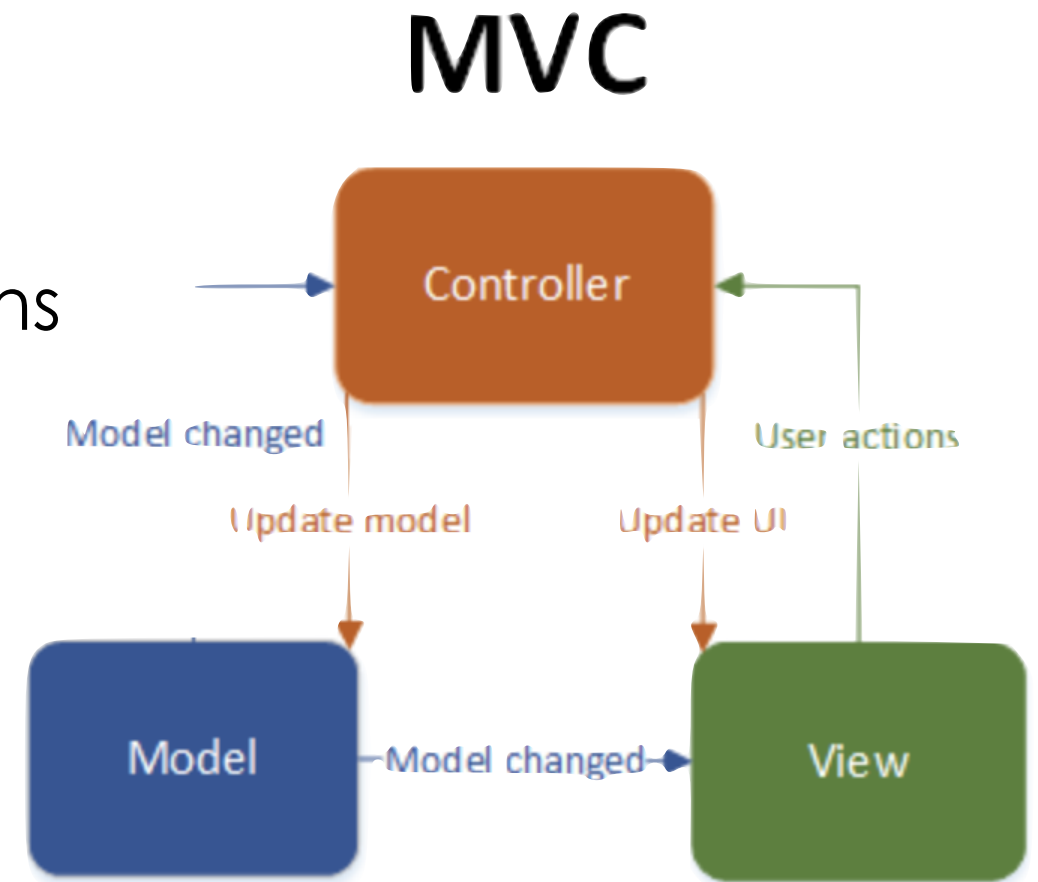 MVC
Controller
ns
Model changed
User actions
Update model
Update UI
Model
Model changed
View